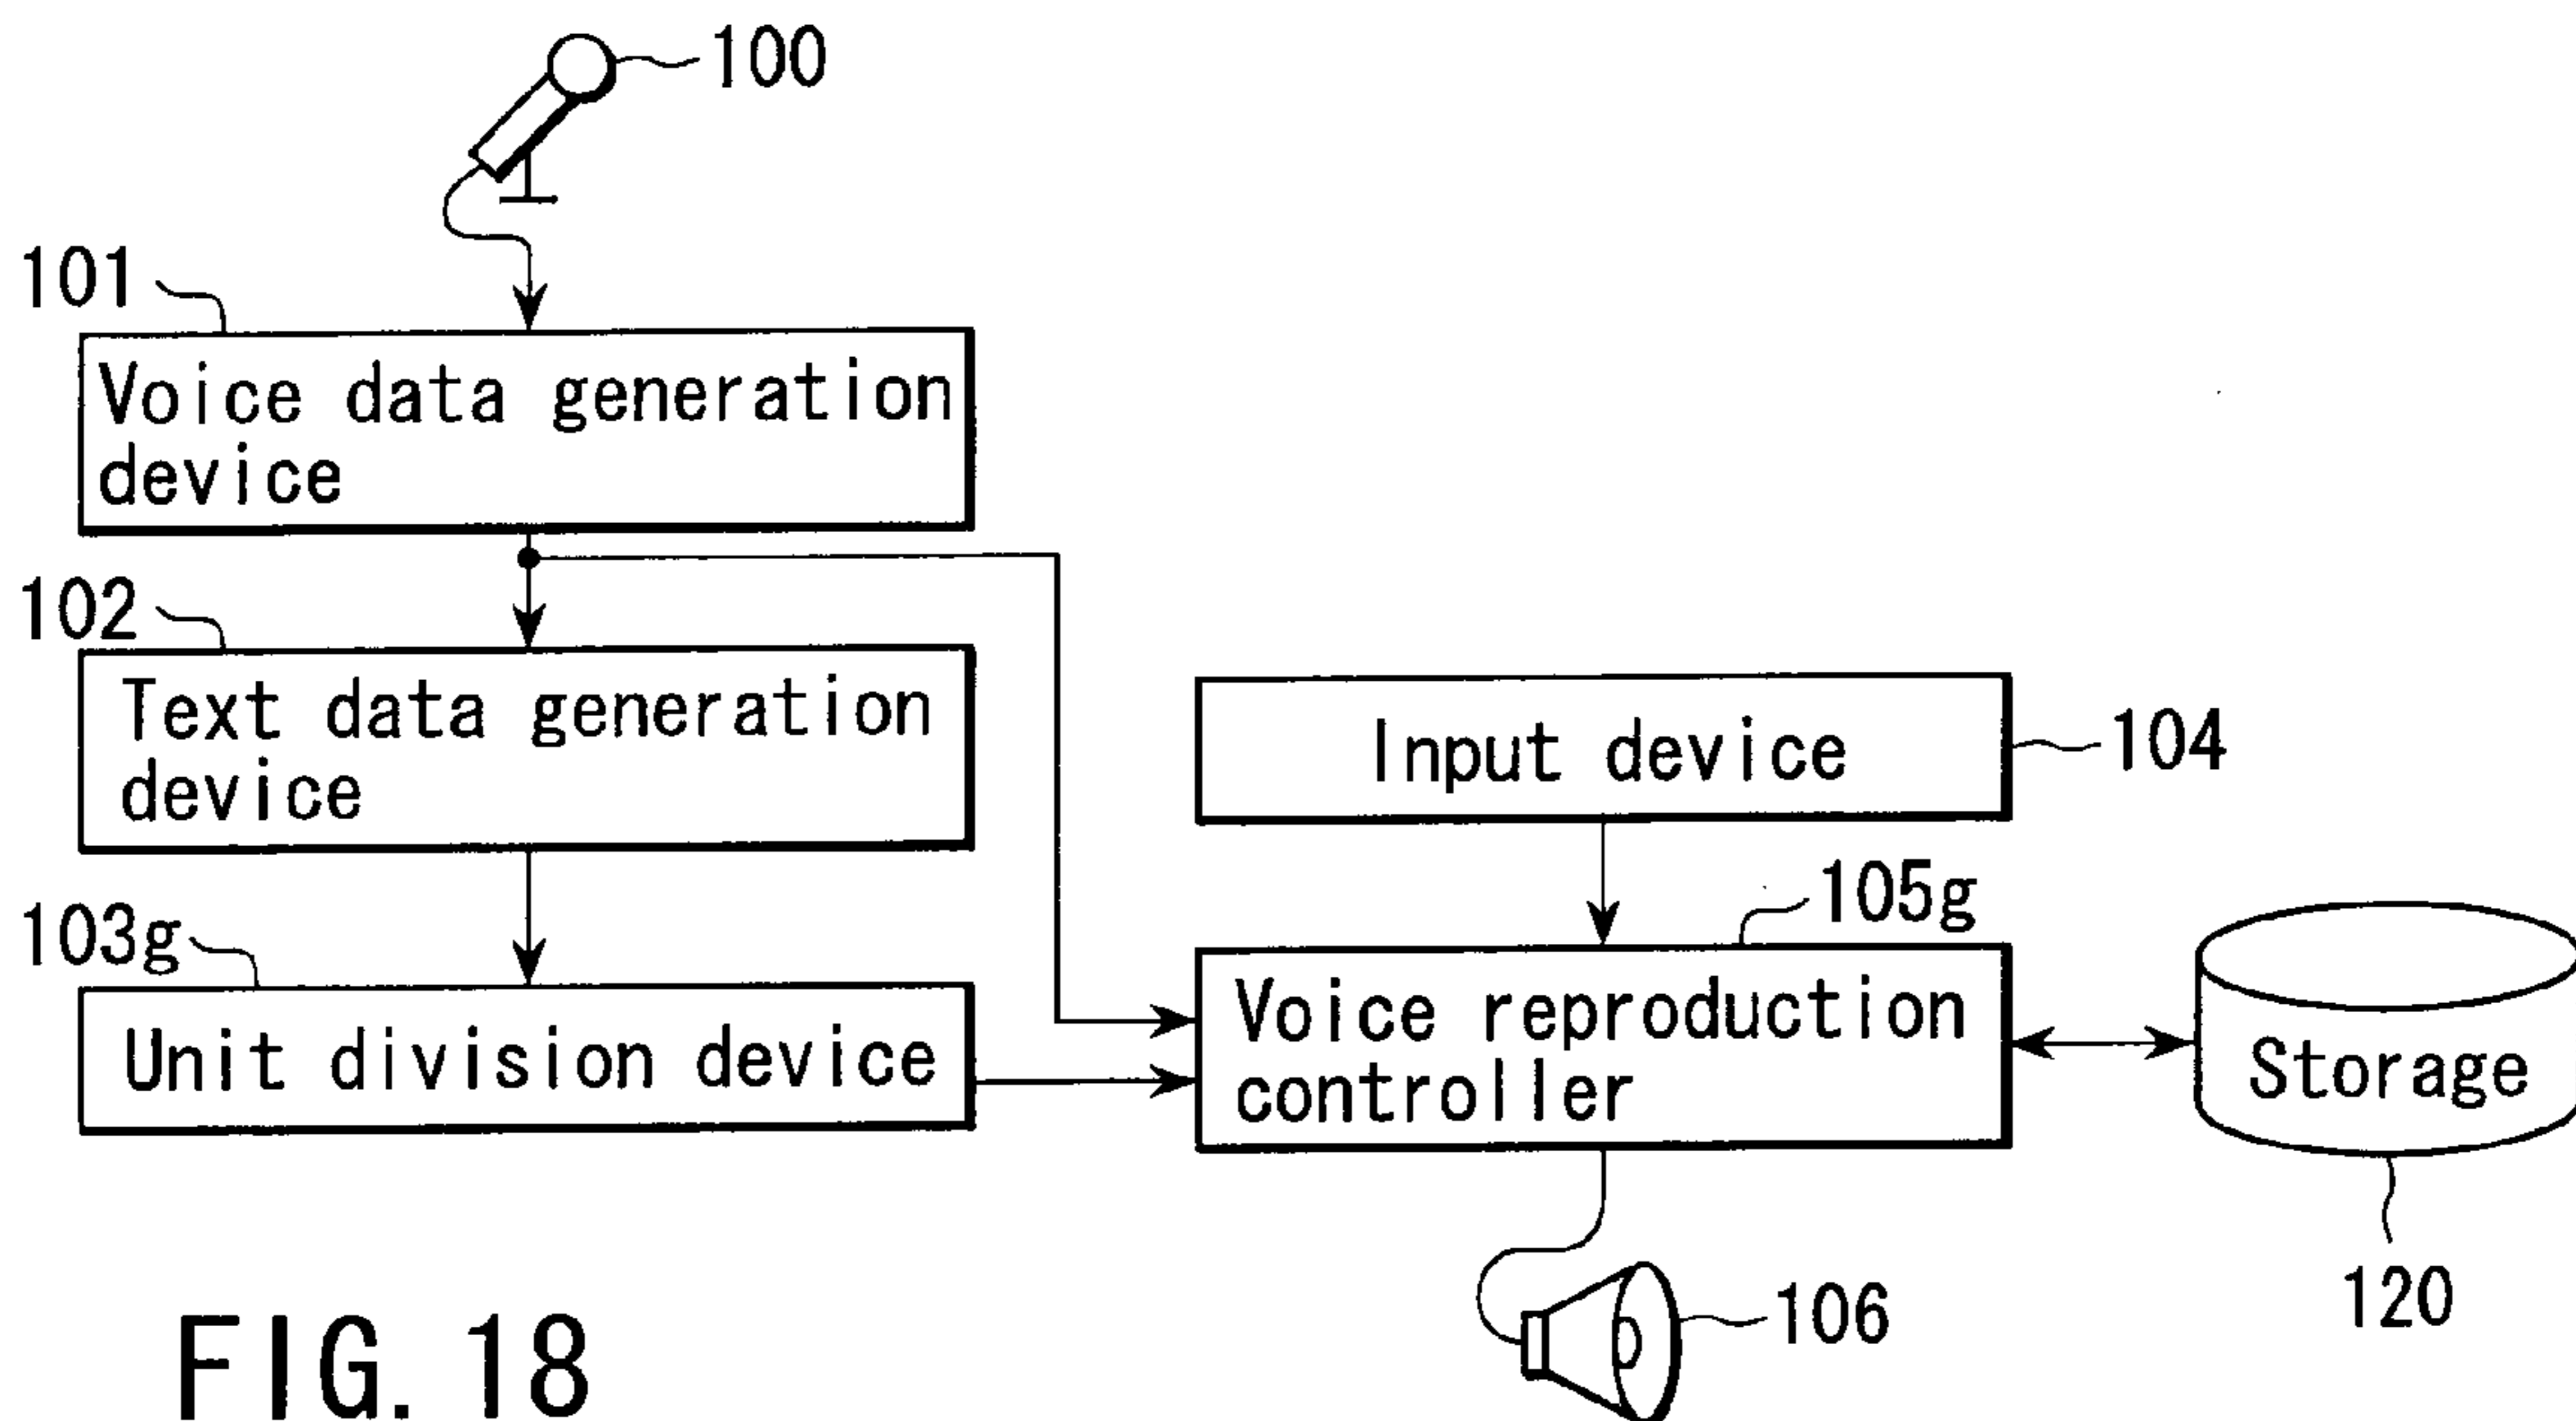 100
101
Voice data generation
device
102
Text data generation
device
Input device
104
103g
105g
Unit division device
Voice reproduction
controller
Storage
120
106
FIG. 18